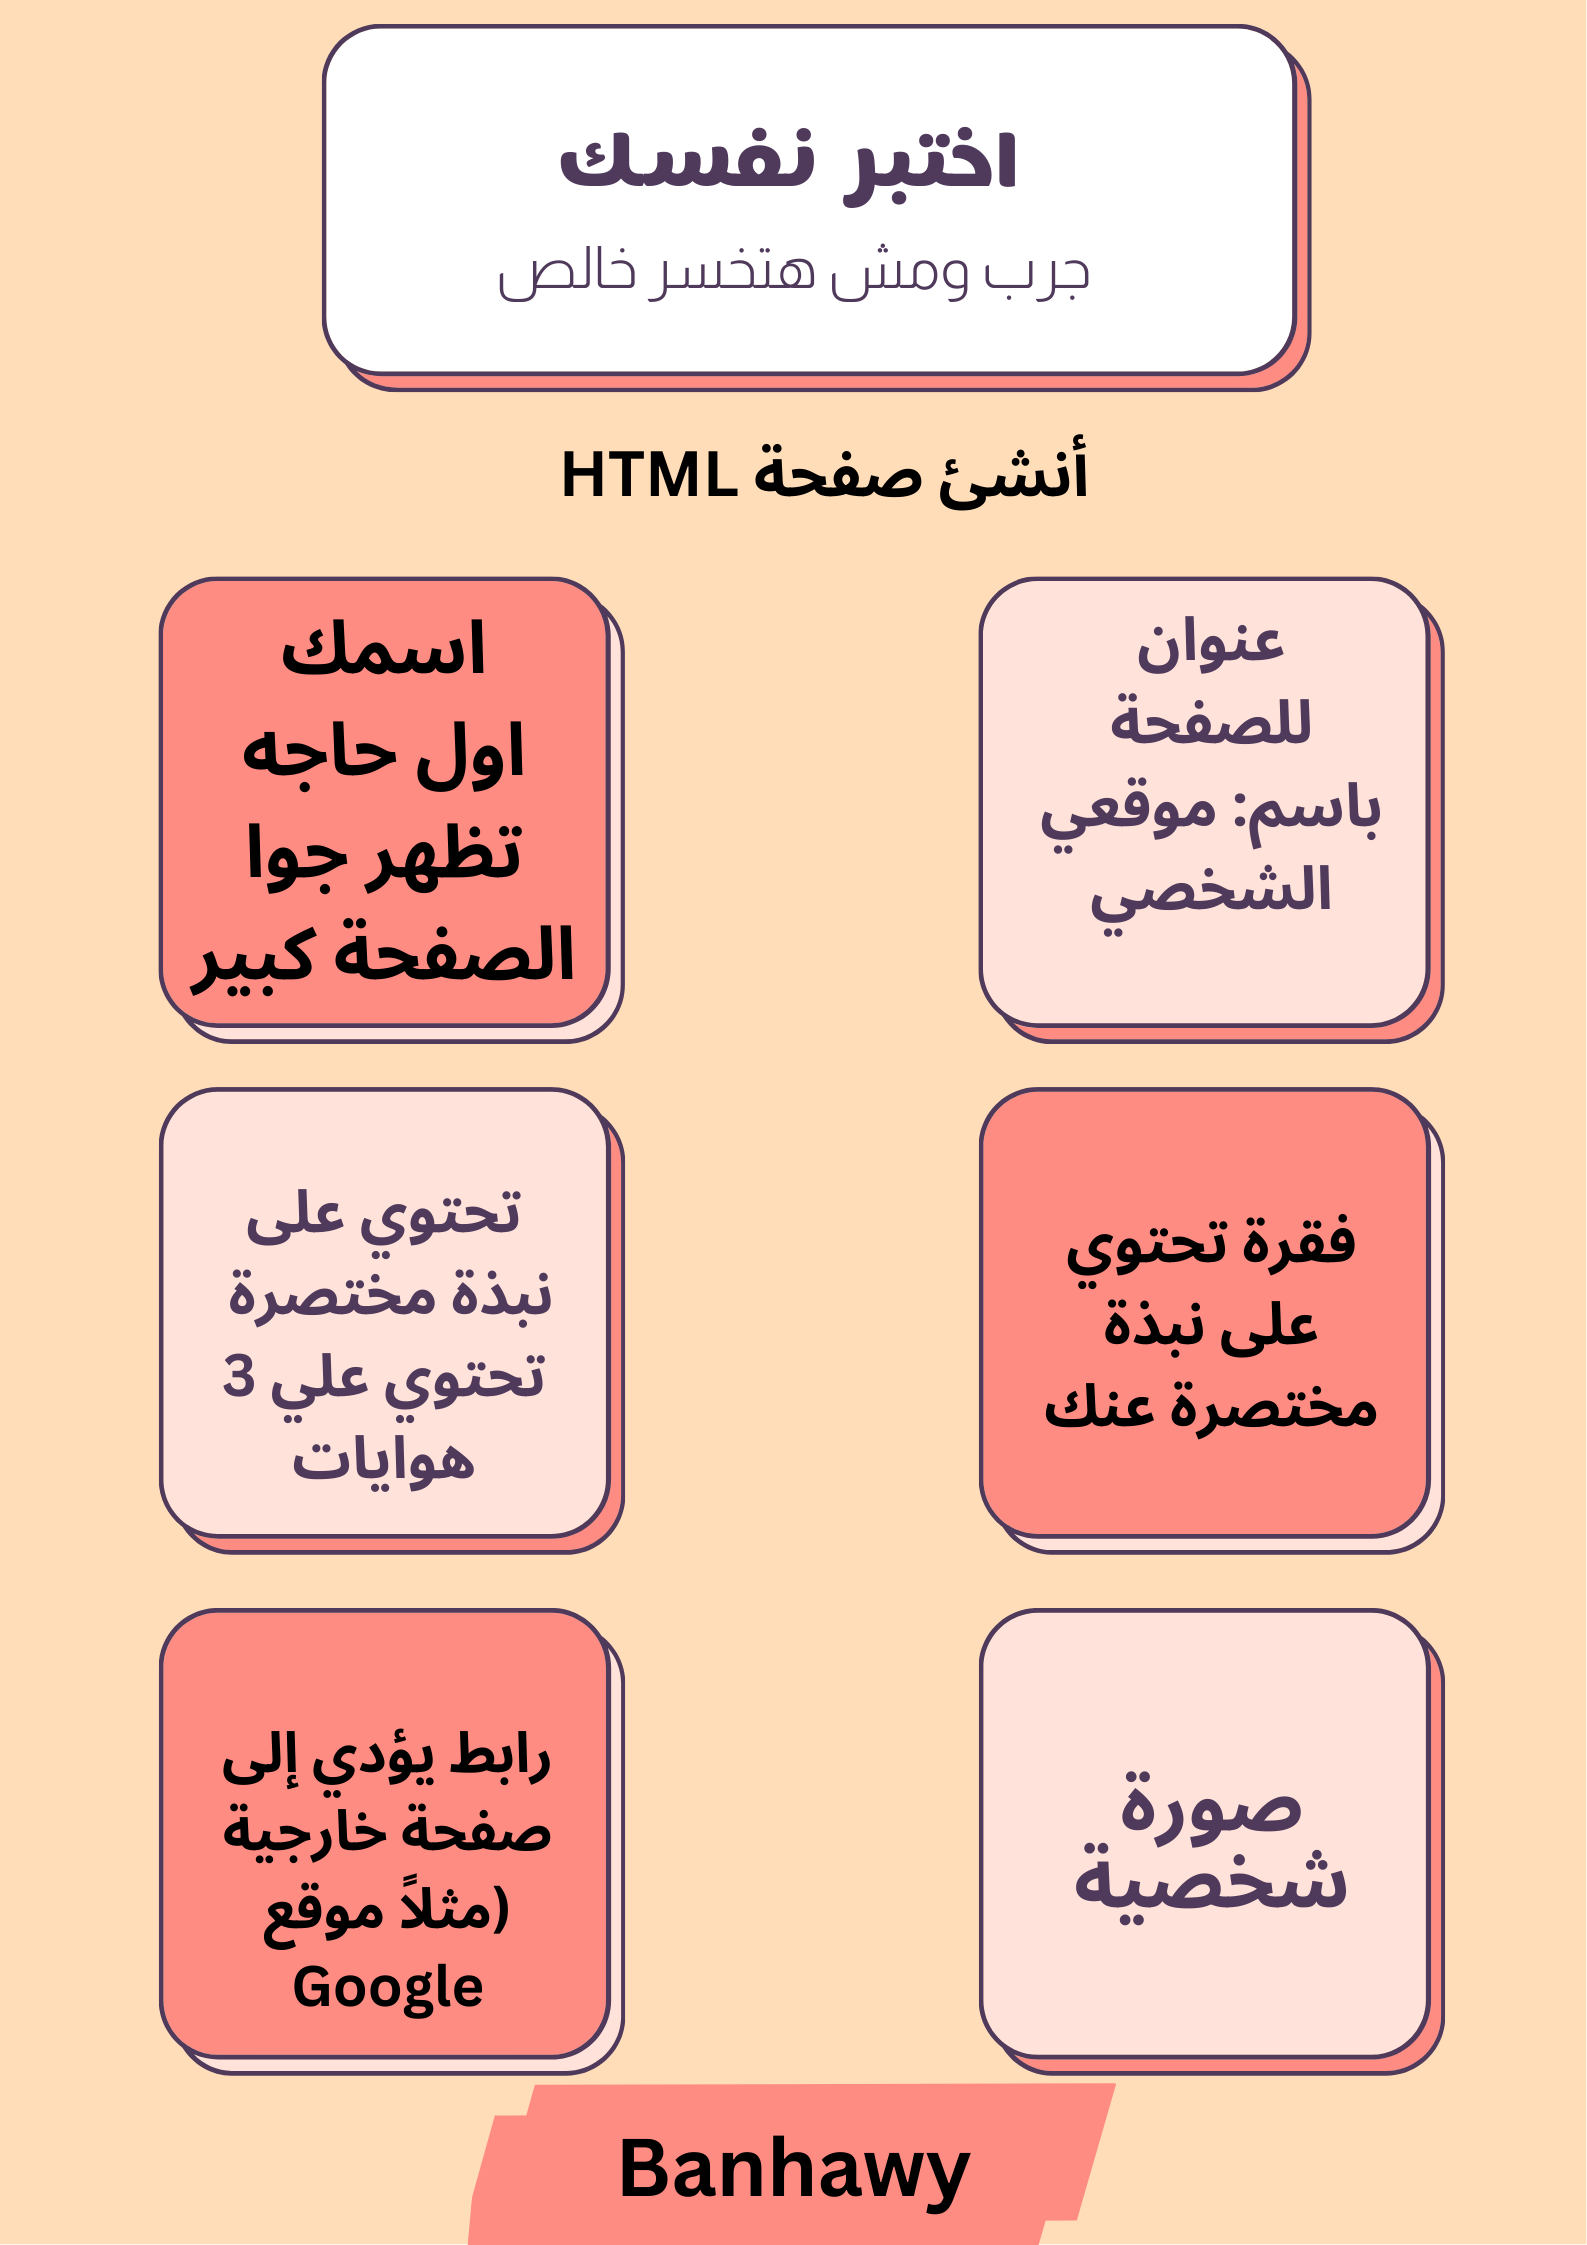 اختبر نفسك
جرب ومش هتخسر خالص
أنشئ صفحة HTML
عنوان
للصفحة
باسم: موقعي
الشخصي
اسمك
اول حاجه
تظهر جوا
الصفحة كبير
فقرة تحتوي
على نبذة
مختصرة عنك
تحتوي على
نبذة مختصرة
تحتوي علي 3
هوايات
صورة
شخصية
رابط يؤدي إلى
صفحة خارجية
(مثلاً موقع
Google
Banhawy